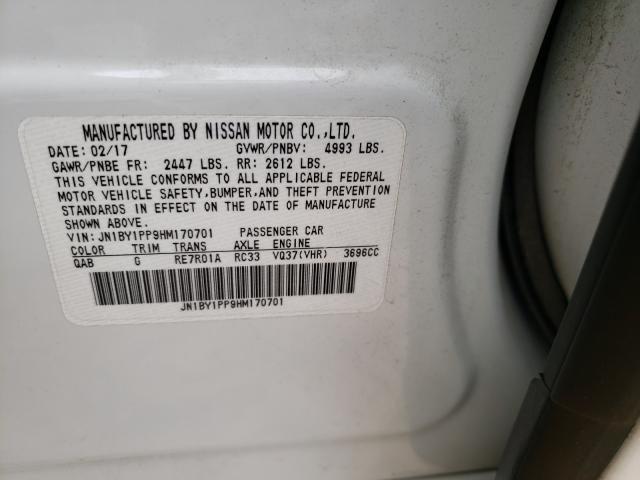 MANUFACTURED BY NISSAN MOTOR CO.,LTD.
DATE: 02/17 GVWR/PNBV: 4993 LBS.
GAWR/PNBE FR: 2447 LBS. RR: 2612 LBS.
THIS VEHICLE CONFORMS TO ALL APPLICABLE FEDERAL
MOTOR VEHICLE SAFETY,BUMPER,AND THEFT PREVENTION
STANDARDS IN EFFECT ON THE DATE OF MANUFACTURE
SHOWN ABOVE.
VIN:JN1BY1PP9HM170701 PASSENGER CAR
COLOR TRIM TRANS AXLE ENGINE
QAB G RE7R01A RC33 VQ37(VHR) 3696CC
JN1BY1PP9HM170701